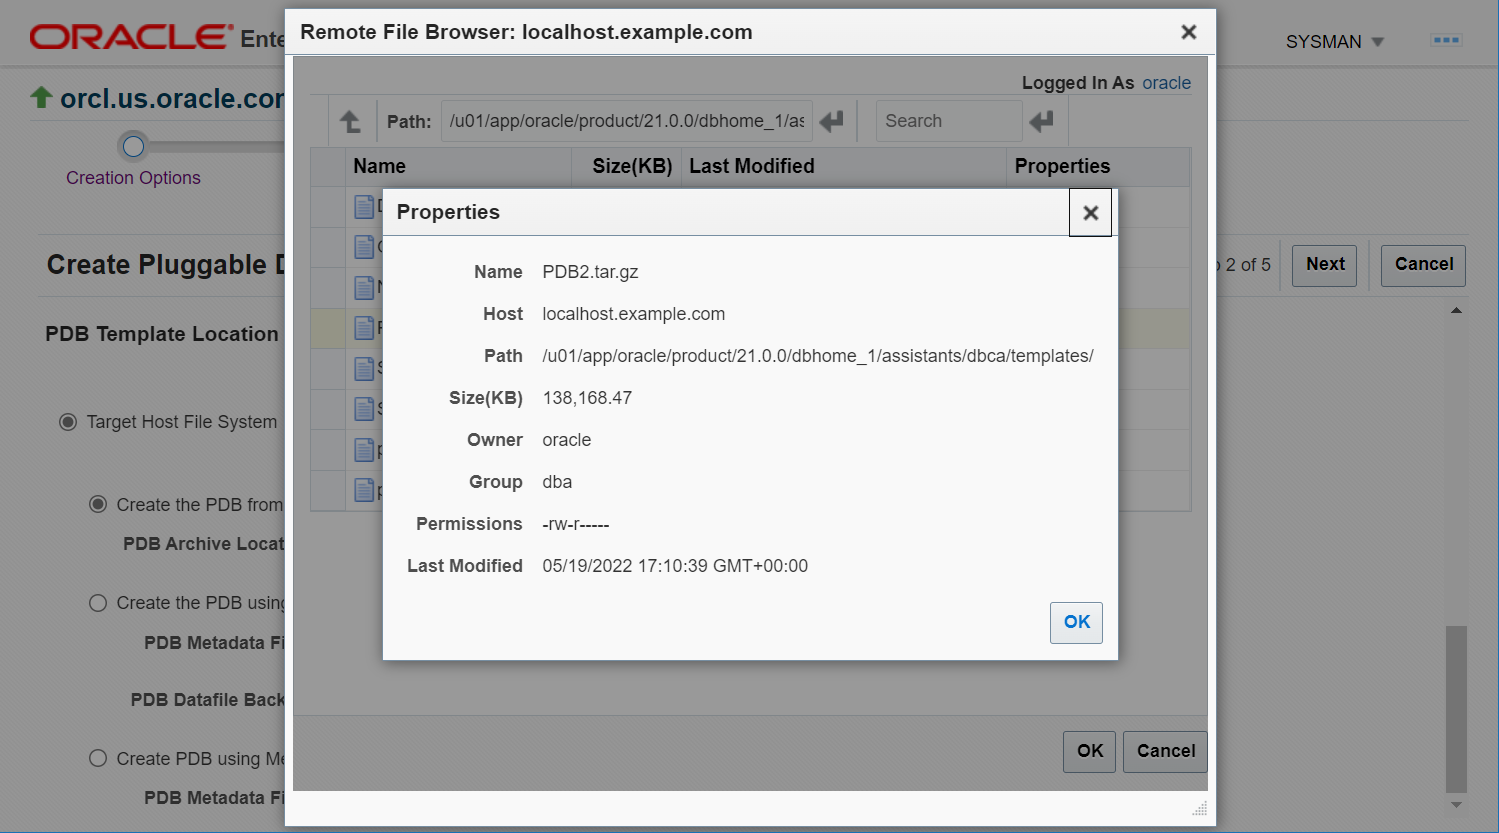 ORACLE Ente
SYSMAN
Remote File Browser: localhost.example.com
Logged In As oracle
orcl.us.oracle.cor
Path: /u01/app/oracle/product/21.0.0/dbhome_1/as
Search
Creation Options
Name Size(KB) Last Modified Properties
Create Pluggable D
2 of 5 Next Cancel
Properties
Name PDB2.tar.gz
Host localhost.example.com
Path /u01/app/oracle/product/21.0.0/dbhome_1/assistants/dbca/templates/
Size(KB) 138,168.47
Owner oracle
Group dba
Permissions -rw-r-----
Last Modified 05/19/2022 17:10:39 GMT+00:00
OK
PDB Template Location
Target Host File System
Create the PDB from
PDB Archive Locat
Create the PDB using
PDB Metadata Fi
PDB Datafile Back
Create PDB using Me
PDB Metadata Fi
OK Cancel